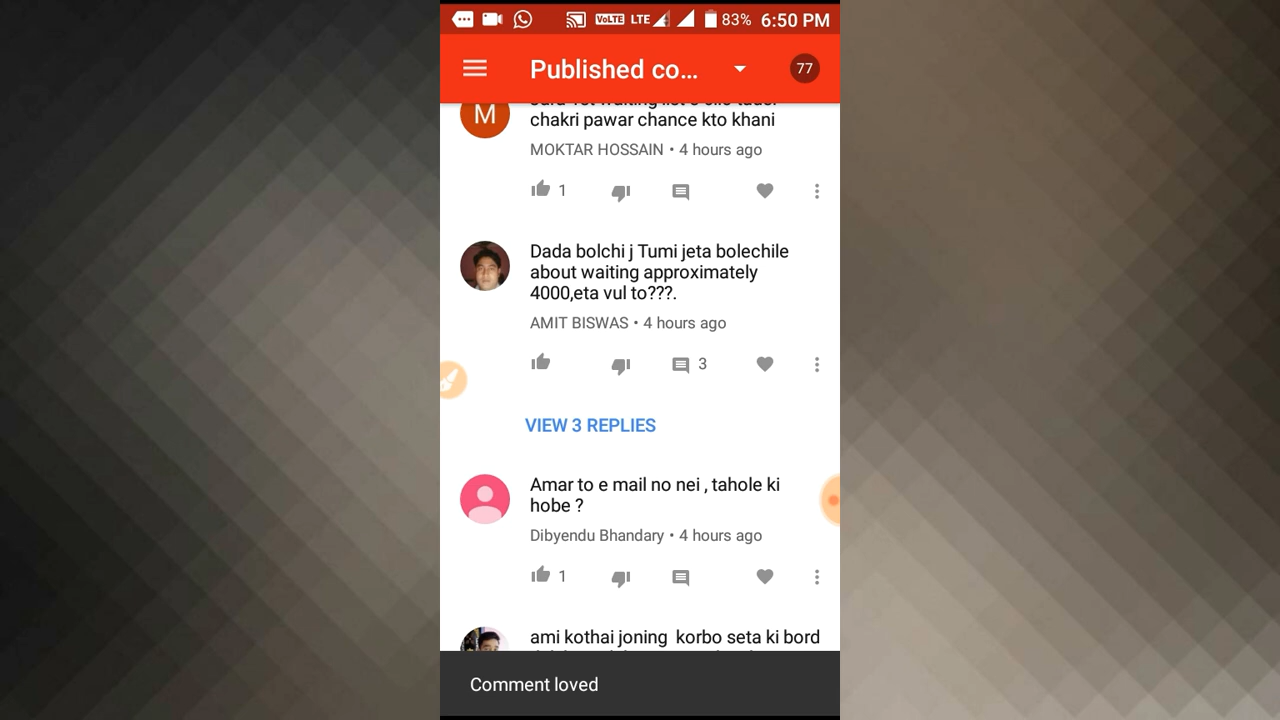 VoLTE LTE 83% 6:50 PM
Published co... 77
M chakri pawar chance kto khani
MOKTAR HOSSAIN • 4 hours ago
1
Dada bolchi j Tumi jeta bolechile
about waiting approximately
4000,eta vul to???.
AMIT BISWAS • 4 hours ago
3
VIEW 3 REPLIES
Amar to e mail no nei , tahole ki
hobe ?
Dibyendu Bhandary • 4 hours ago
1
ami kothai joning korbo seta ki bord
Comment loved